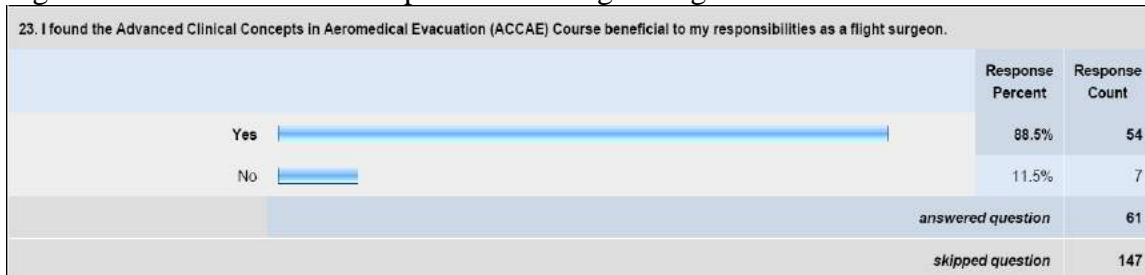 23. I found the Advanced Clinical Concepts in Aeromedical Evacuation (ACCAE) Course beneficial to my responsibilities as a flight surgeon.
Response Percent Response Count
Yes 88.5% 54
No 11.5% 7
answered question 61
skipped question 147